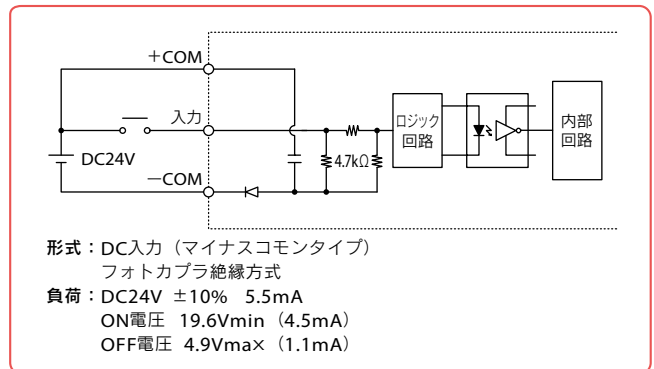 +COM
入力
DC24V
-COM
4.7kΩ
ロジック
回路
内部
回路
形式:DC入力(マイナスコモンタイプ)
フォトカプラ絶縁方式
負荷:DC24V ±10% 5.5mA
ON電圧 19.6Vmin(4.5mA)
OFF電圧 4.9Vma×(1.1mA)